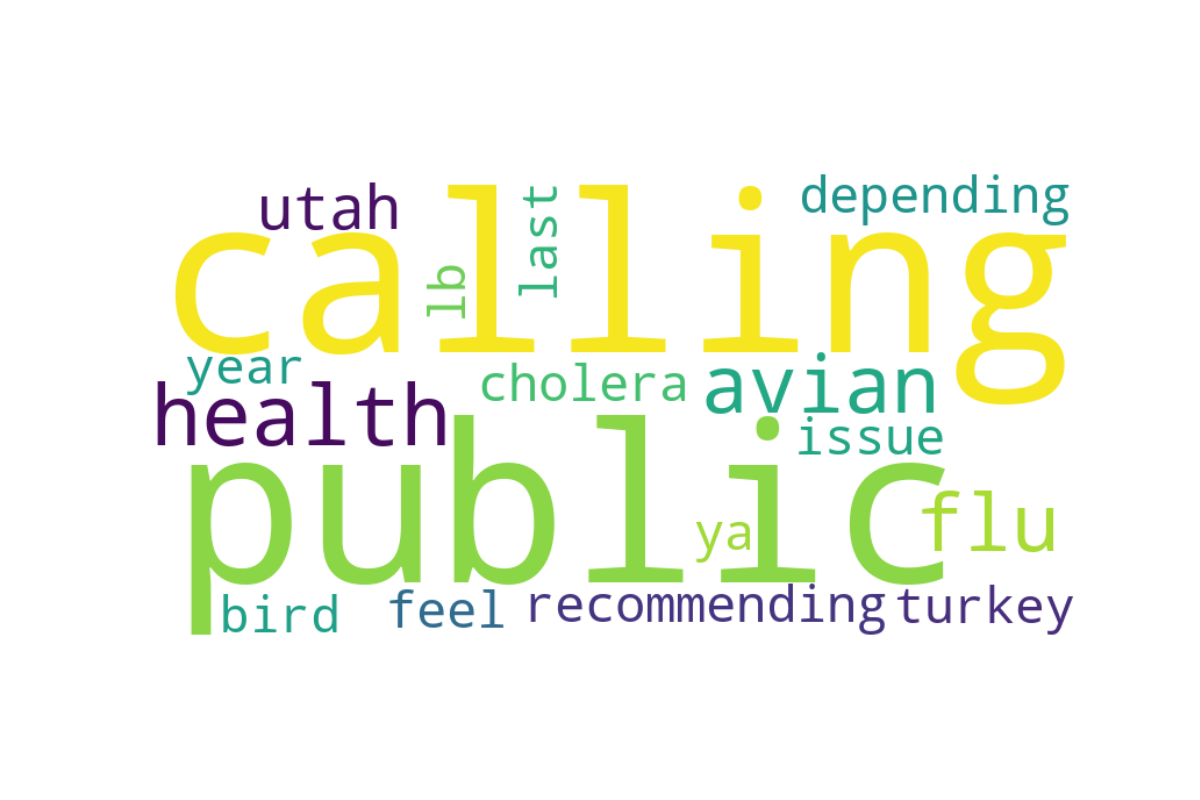 utah
depending
calling
last
lb
year
cholera
avian
health
issue
public
flu
ya
bird
feel
recommending
turkey